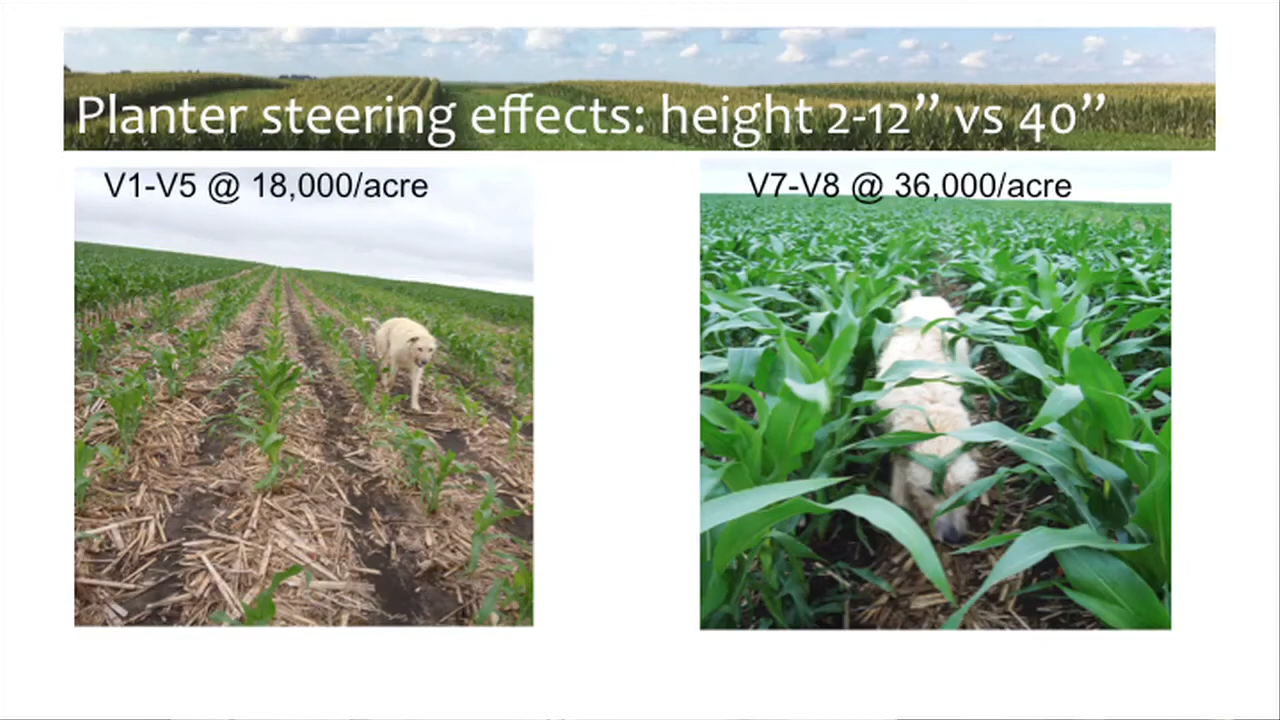 Planter steering effects: height 2-12” vs 40”
V1-V5 @ 18,000/acre
V7-V8 @ 36,000/acre